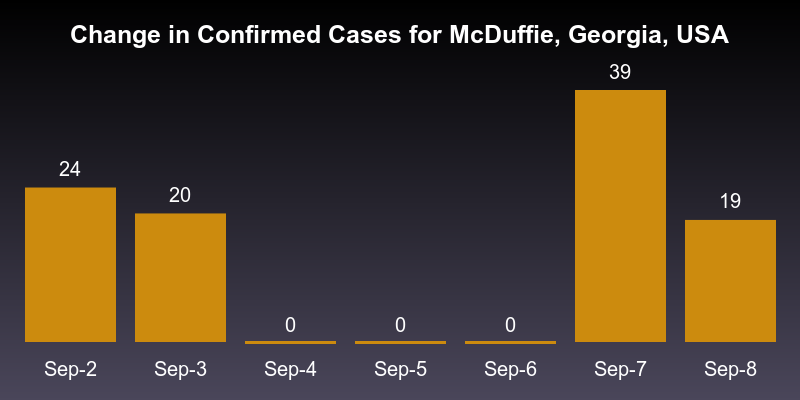 Change in Confirmed Cases for McDuffie, Georgia, USA
39
24
20
19
0 0 0
Sep-2 Sep-3 Sep-4 Sep-5 Sep-6 Sep-7 Sep-8